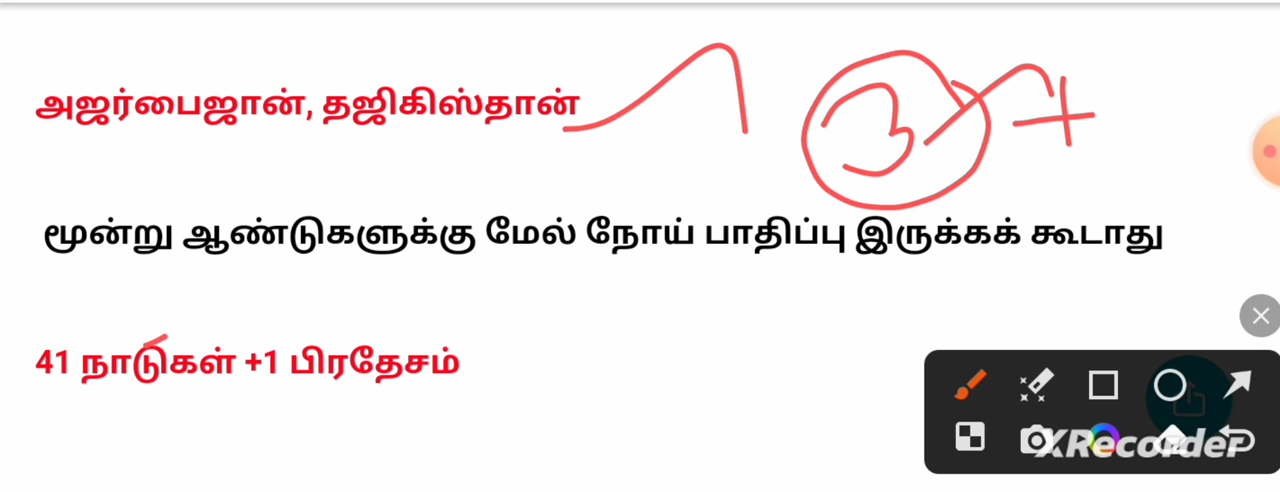 அஜர்பைஜான், தஜிகிஸ்தான்
3 +
மூன்று ஆண்டுகளுக்கு மேல் நோய் பாதிப்பு இருக்கக் கூடாது
41 நாடுகள் +1 பிரதேசம்
XRecorder